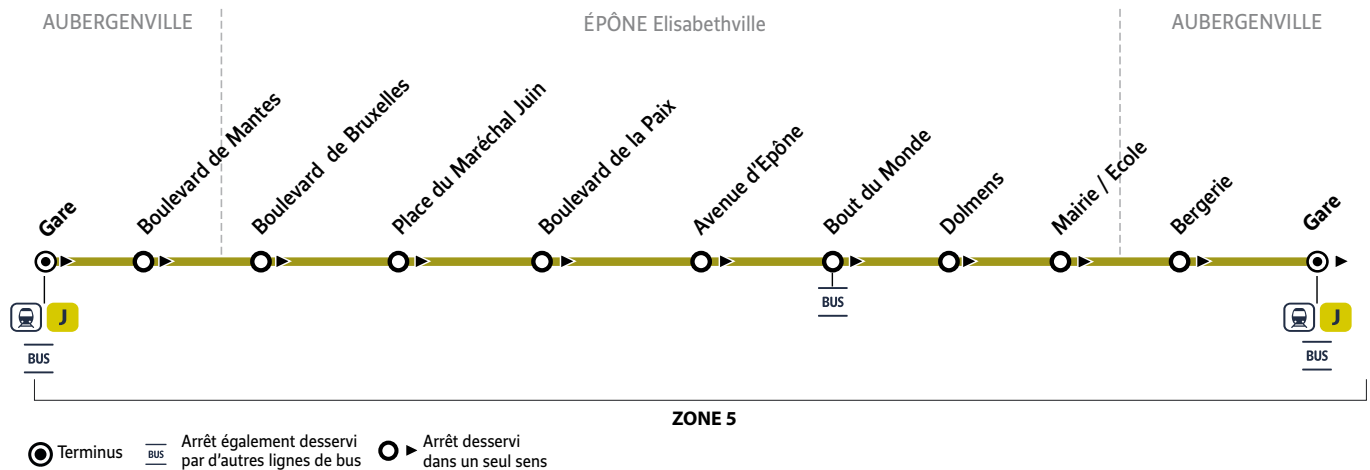 AUBERGENVILLE
ÉPÔNE Elisabethville
AUBERGENVILLE
Gare
Boulevard de Mantes
Boulevard de Bruxelles
Place du Maréchal Juin
Boulevard de la Paix
Avenue d'Epône
Bout du Monde
Dolmens
Mairie / Ecole
Bergerie
Gare
J
BUS
BUS
J
BUS
ZONE 5
Terminus
BUS
Arrêt également desservi
par d'autres lignes de bus
Arrêt desservi
dans un seul sens